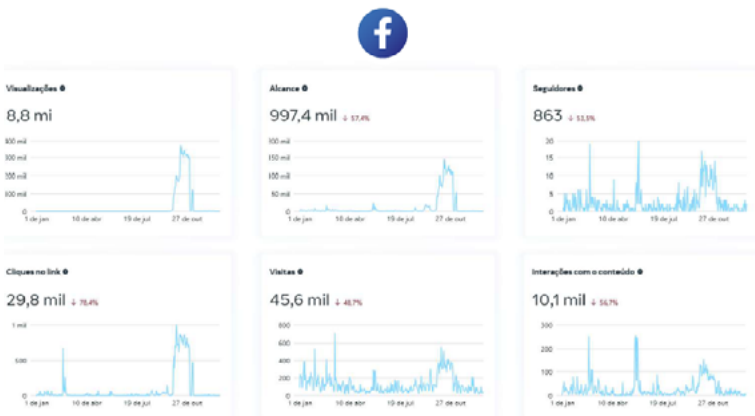 f
Visualizações
8,8 mi
300 mil
200 mil
0
1 de jan 10 de abr 19 de jul 27 de out
Alcance
997,4 mil ↓ 57,4%
100 mil
50 mil
0
1 de jan 10 de abr 19 de jul 27 de out
Seguidores
863 ↓ 53,5%
20
15
10
5
0
1 de jan 10 de abr 19 de jul 27 de out
Cliques no link
29,8 mil ↓ 78,4%
1 mil
500
0
1 de jan 10 de abr 19 de jul 27 de out
Visitas
45,6 mil ↓ 48,7%
800
600
400
200
0
1 de jan 10 de abr 19 de jul 27 de out
Interações com o conteúdo
10,1 mil ↓ 56,7%
300
200
100
0
1 de jan 10 de abr 19 de jul 27 de out